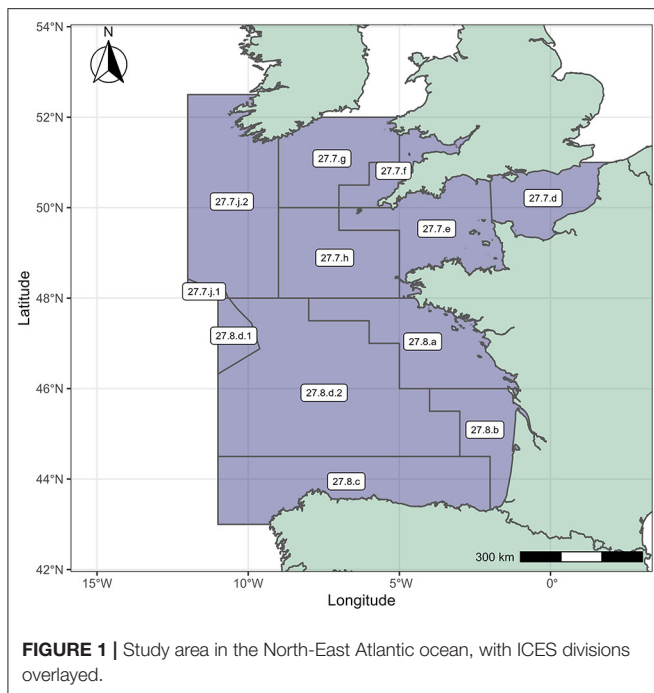 54°N
N
52°N
27.7.g
27.7.f
27.7.j.2
27.7.d
50°N
27.7.e
27.7.h
27.7.j.1
48°N
27.8.d.1
27.8.a
46°N
27.8.d.2
27.8.b
44°N
27.8.c
300 km
42°N
15°W
10°W
5°W
0°
Latitude
Longitude
FIGURE 1 | Study area in the North-East Atlantic ocean, with ICES divisions
overlayed.